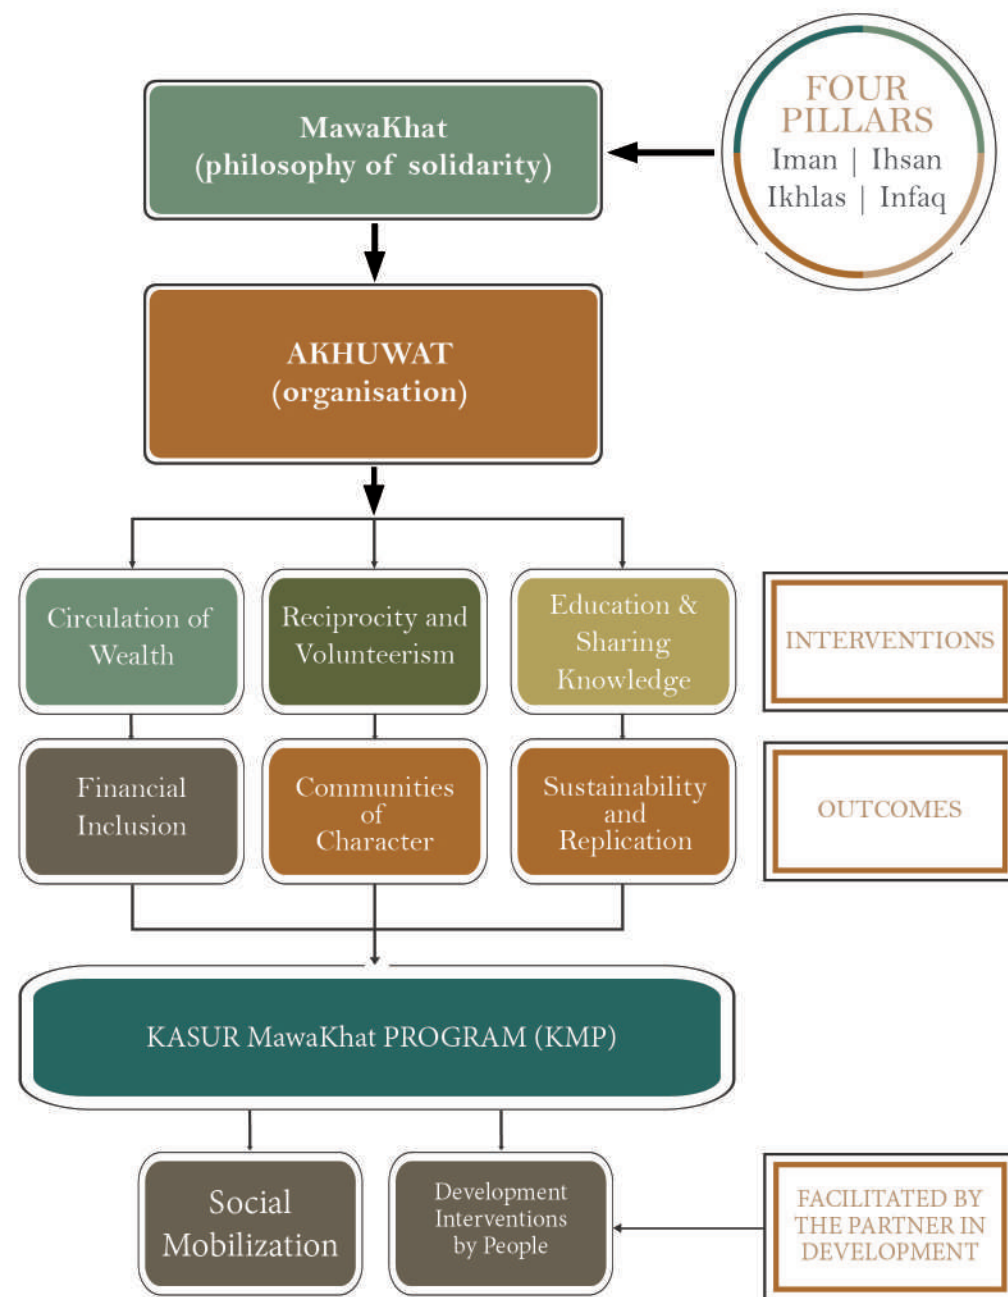 FOUR
PILLARS
Iman | Ihsan
Ikhlas | Infaq
MawaKhat
(philosophy of solidarity)
AKHUWAT
(organisation)
Circulation of
Wealth
Reciprocity and
Volunteerism
Education &
Sharing
Knowledge
INTERVENTIONS
Financial
Inclusion
Communities
of
Character
Sustainability
and
Replication
OUTCOMES
KASUR MawaKhat PROGRAM (KMP)
Social
Mobilization
Development
Interventions
by People
FACILITATED BY
THE PARTNER IN
DEVELOPMENT